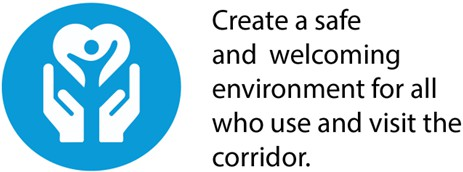 Create a safe
and  welcoming
environment for all
who use and visit the
corridor.